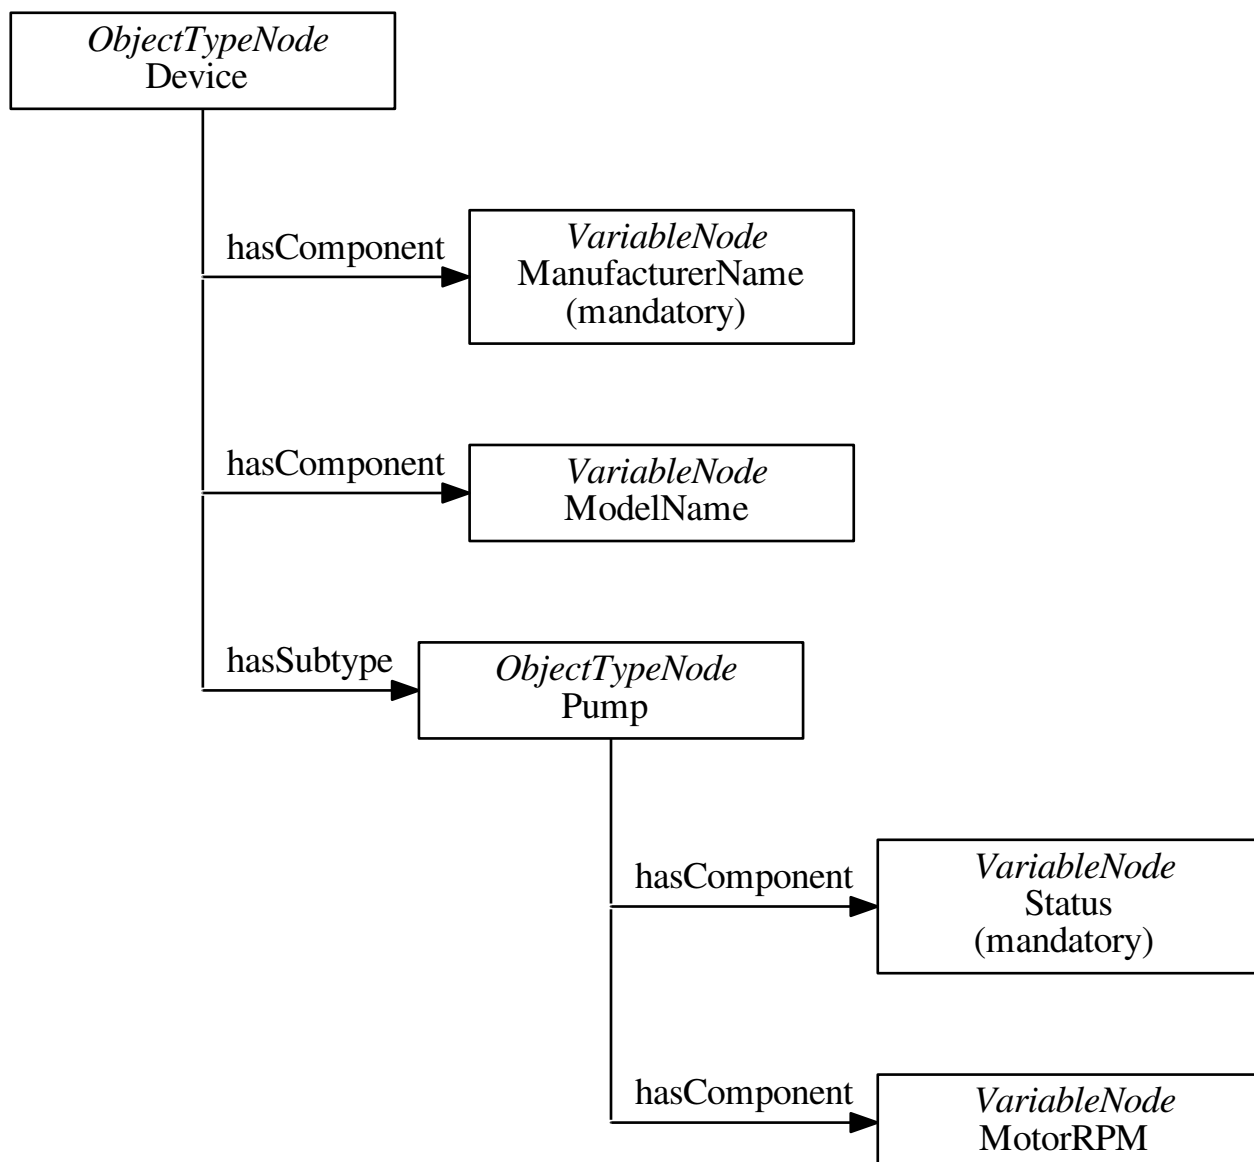 ObjectTypeNode
Device
hasComponent
VariableNode
ManufacturerName
(mandatory)
hasComponent
VariableNode
ModelName
hasSubtype
ObjectTypeNode
Pump
hasComponent
VariableNode
Status
(mandatory)
hasComponent
VariableNode
MotorRPM